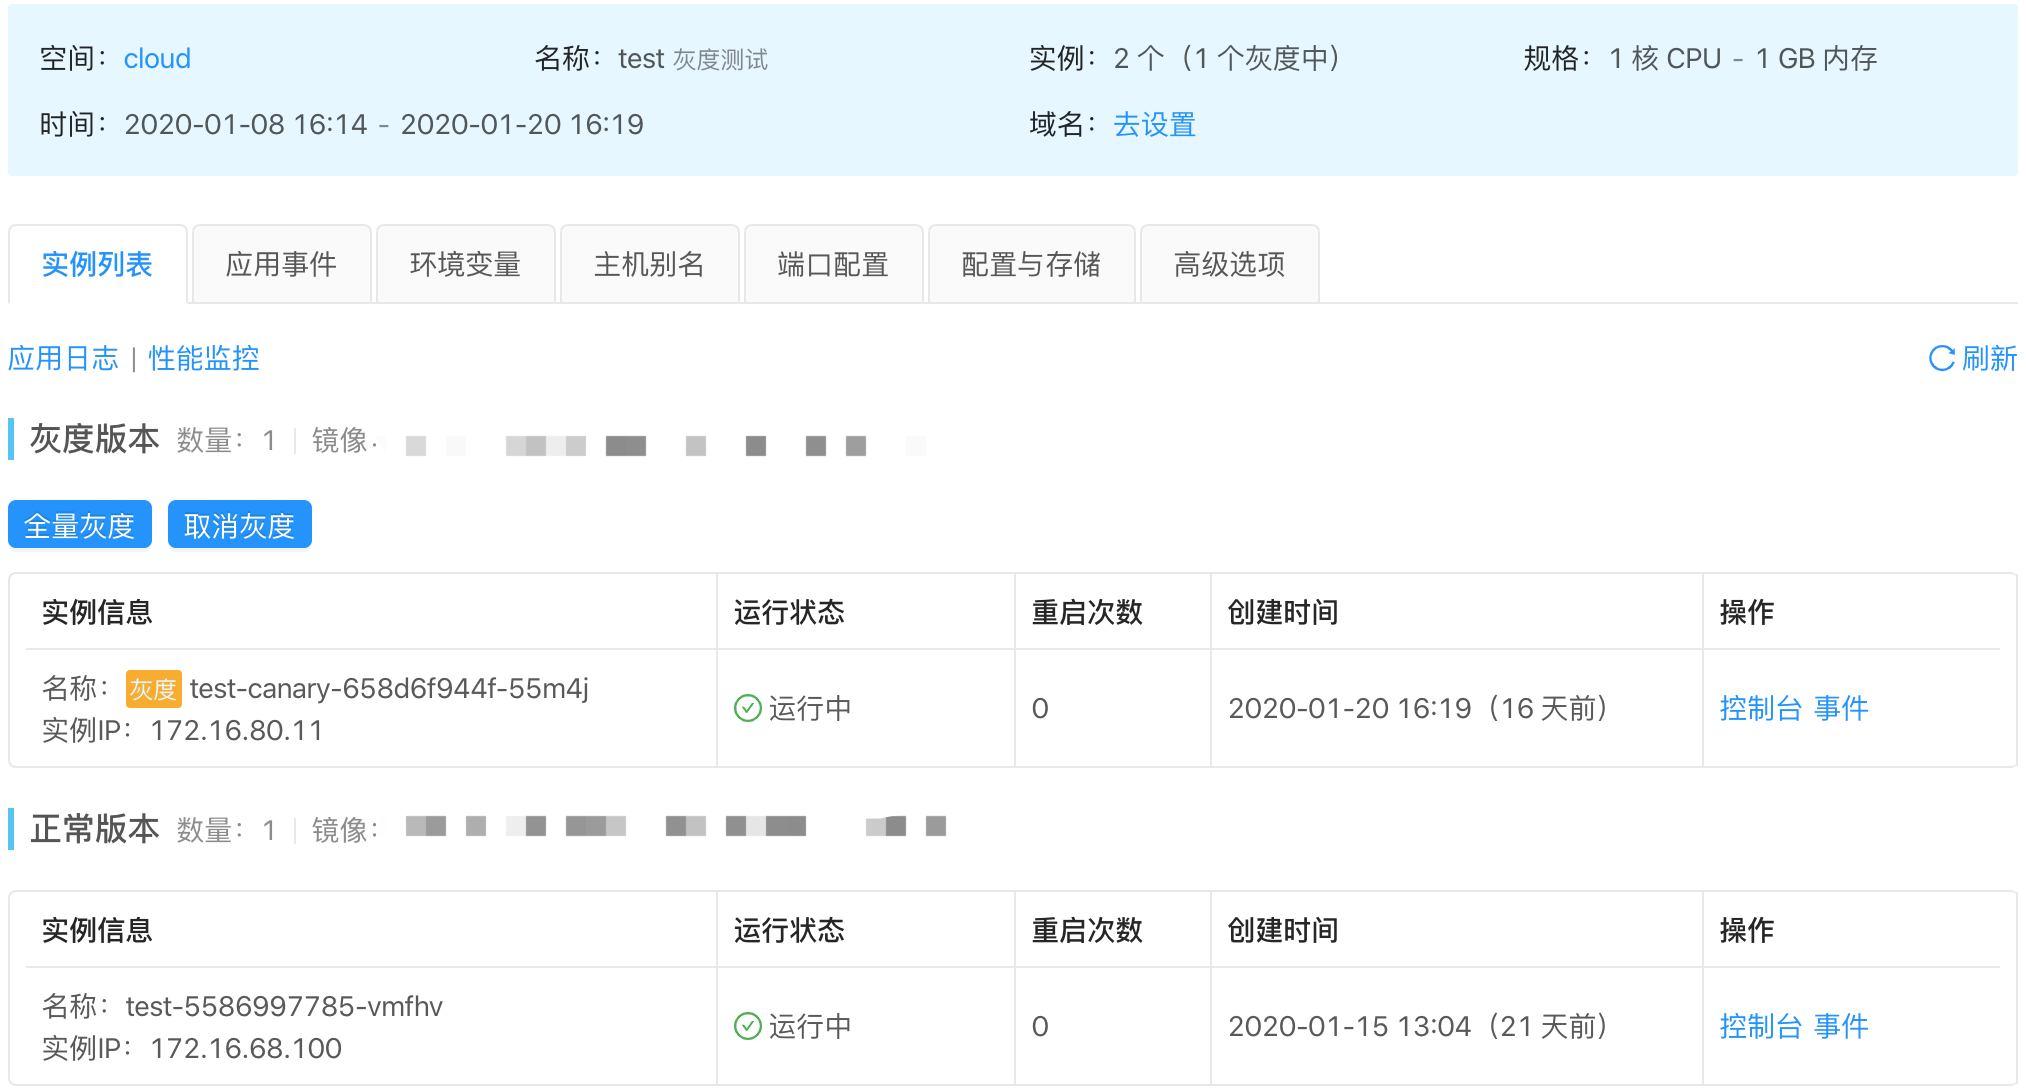 空间：cloud 名称：test 灰度测试 实例：2 个（1 个灰度中） 规格：1 核 CPU - 1 GB 内存
时间：2020-01-08 16:14 - 2020-01-20 16:19 域名：去设置
实例列表 应用事件 环境变量 主机别名 端口配置 配置与存储 高级选项
应用日志 | 性能监控 刷新
灰度版本 数量：1 | 镜像
全量灰度 取消灰度
实例信息 运行状态 重启次数 创建时间 操作
名称：灰度 test-canary-658d6f944f-55m4j
实例IP：172.16.80.11
运行中 0 2020-01-20 16:19（16 天前） 控制台 事件
正常版本 数量：1 | 镜像：
实例信息 运行状态 重启次数 创建时间 操作
名称：test-5586997785-vmfhv
实例IP：172.16.68.100
运行中 0 2020-01-15 13:04（21 天前） 控制台 事件